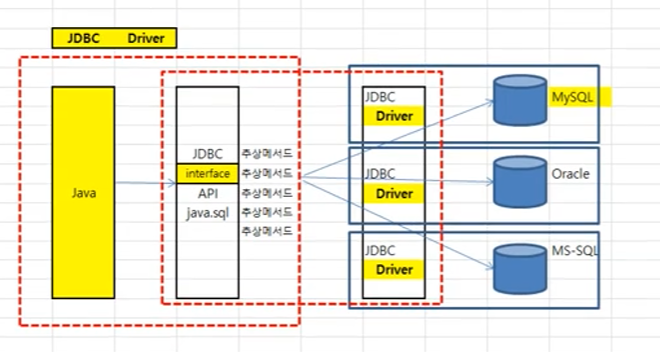 JDBC Driver
Java
JDBC 추상메서드
interface 추상메서드
API 추상메서드
java.sql 추상메서드
추상메서드
JDBC
Driver
MySQL
JDBC
Driver
Oracle
JDBC
Driver
MS-SQL